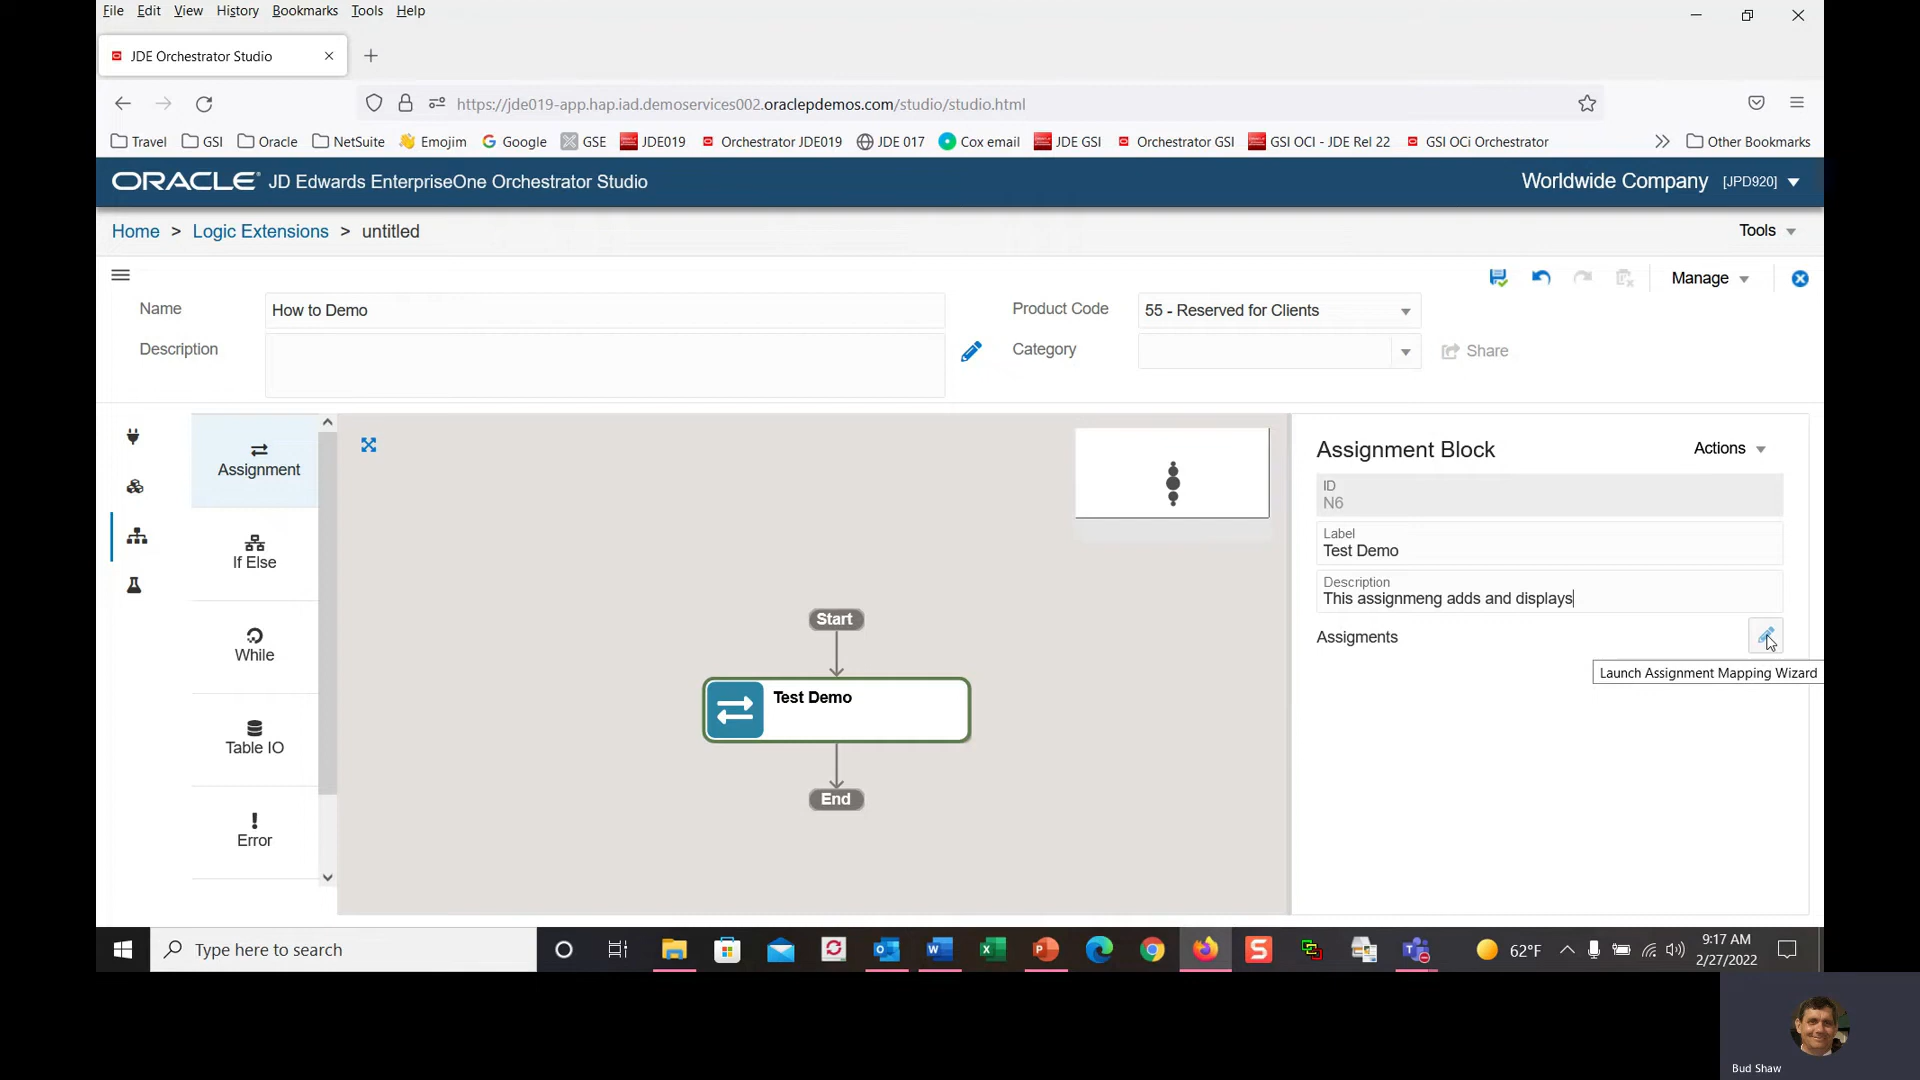 File Edit View History Bookmarks Tools Help
JDE Orchestrator Studio
https://jde019-app.hap.iad.demoservices002.oraclepdemos.com/studio/studio.html
Travel GSI Oracle NetSuite Emojim Google GSE JDE019 Orchestrator JDE019 JDE 017 Cox email JDE GSI Orchestrator GSI GSI OCI - JDE Rel 22 GSI OCi Orchestrator Other Bookmarks
ORACLE JD Edwards EnterpriseOne Orchestrator Studio Worldwide Company [JPD920]
Home > Logic Extensions > untitled Tools
Manage
Name How to Demo Product Code 55 - Reserved for Clients
Description Category Share
Assignment
If Else
While
Table IO
Error
Start
Test Demo
End
Assignment Block Actions
ID
N6
Label
Test Demo
Description
This assignmeng adds and displays
Assigments
Launch Assignment Mapping Wizard
Type here to search
62°F
9:17 AM
2/27/2022
Bud Shaw